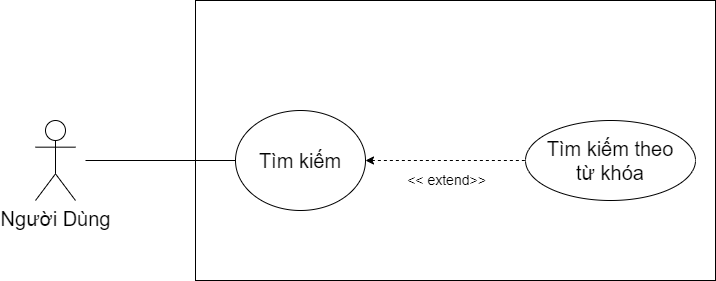 Tìm kiếm
Tìm kiếm theo
từ khóa
<< extend>>
Người Dùng